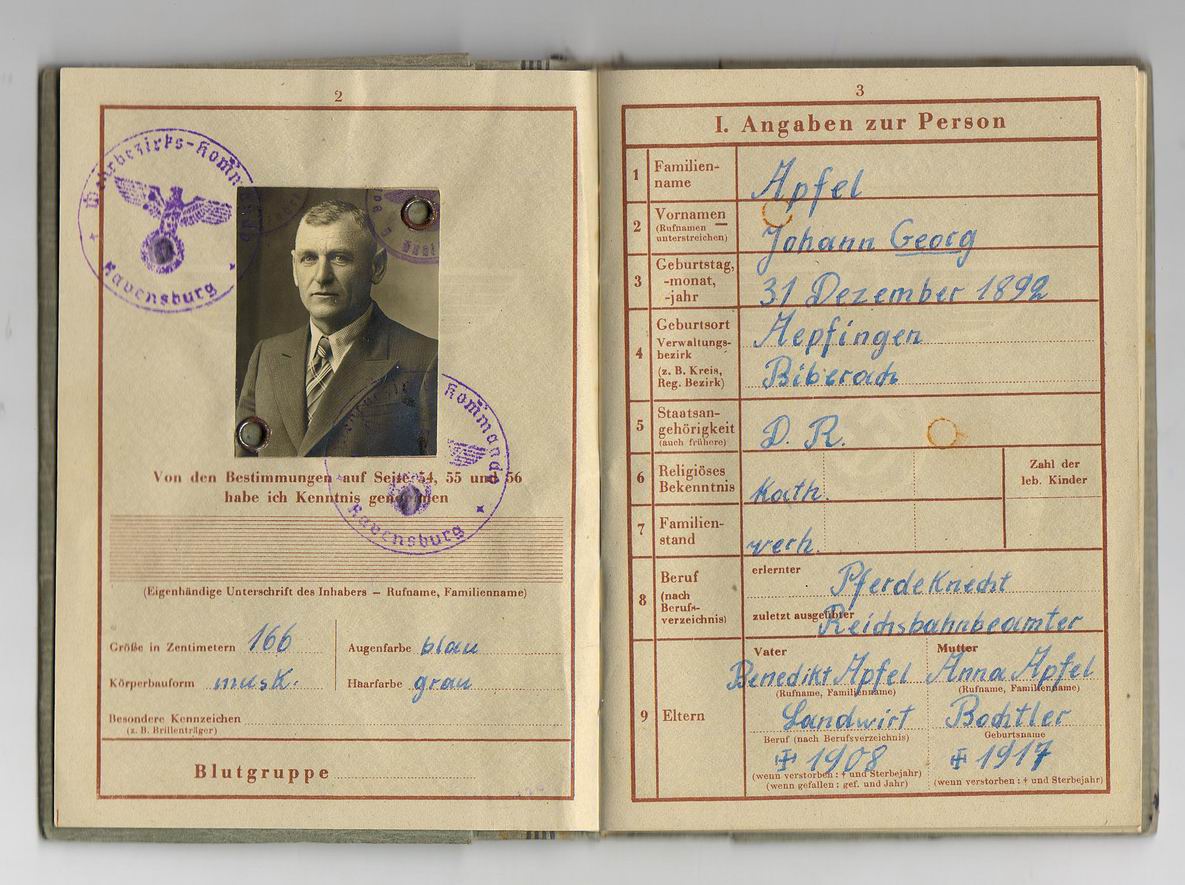 2
Wehrbezirks-Komm
Ravensburg
Von den Bestimmungen auf Seite 54, 55 und 56
habe ich Kenntnis genommen
Kommando
Ravensburg
(Eigenhändige Unterschrift des Inhabers – Rufname, Familienname)
Größe in Zentimetern 166 Augenfarbe blau
Körperbauform musk. Haarfarbe grau
Besondere Kennzeichen
(z. B. Brillenträger)
Blutgruppe
3
I. Angaben zur Person
1 Familien-
name
Apfel
2 Vornamen
(Rufnamen
unterstreichen)
Johann Georg
3 Geburtstag,
-monat,
-jahr
31 Dezember 1892
4 Geburtsort
Verwaltungs-
bezirk
(z. B. Kreis,
Reg. Bezirk)
Aepfingen
Biberach
5 Staatsan-
gehörigkeit
(auch frühere)
D. R.
6 Religiöses
Bekenntnis
kath.
Zahl der
leb. Kinder
7 Familien-
stand
verh.
8 Beruf
(nach
Berufs-
verzeichnis)
erlernter Pferdeknecht
zuletzt ausgeübter Reichsbahnbeamter
9 Eltern
Vater
Benedikt Apfel
(Rufname, Familienname)
Landwirt
Beruf (nach Berufsverzeichnis)
1908
(wenn verstorben: + und Sterbejahr)
(wenn gefallen: gef. und Jahr)
Mutter
Anna Apfel
(Rufname, Familienname)
Bochtler
Geburtsname
1917
(wenn verstorben: + und Sterbejahr)